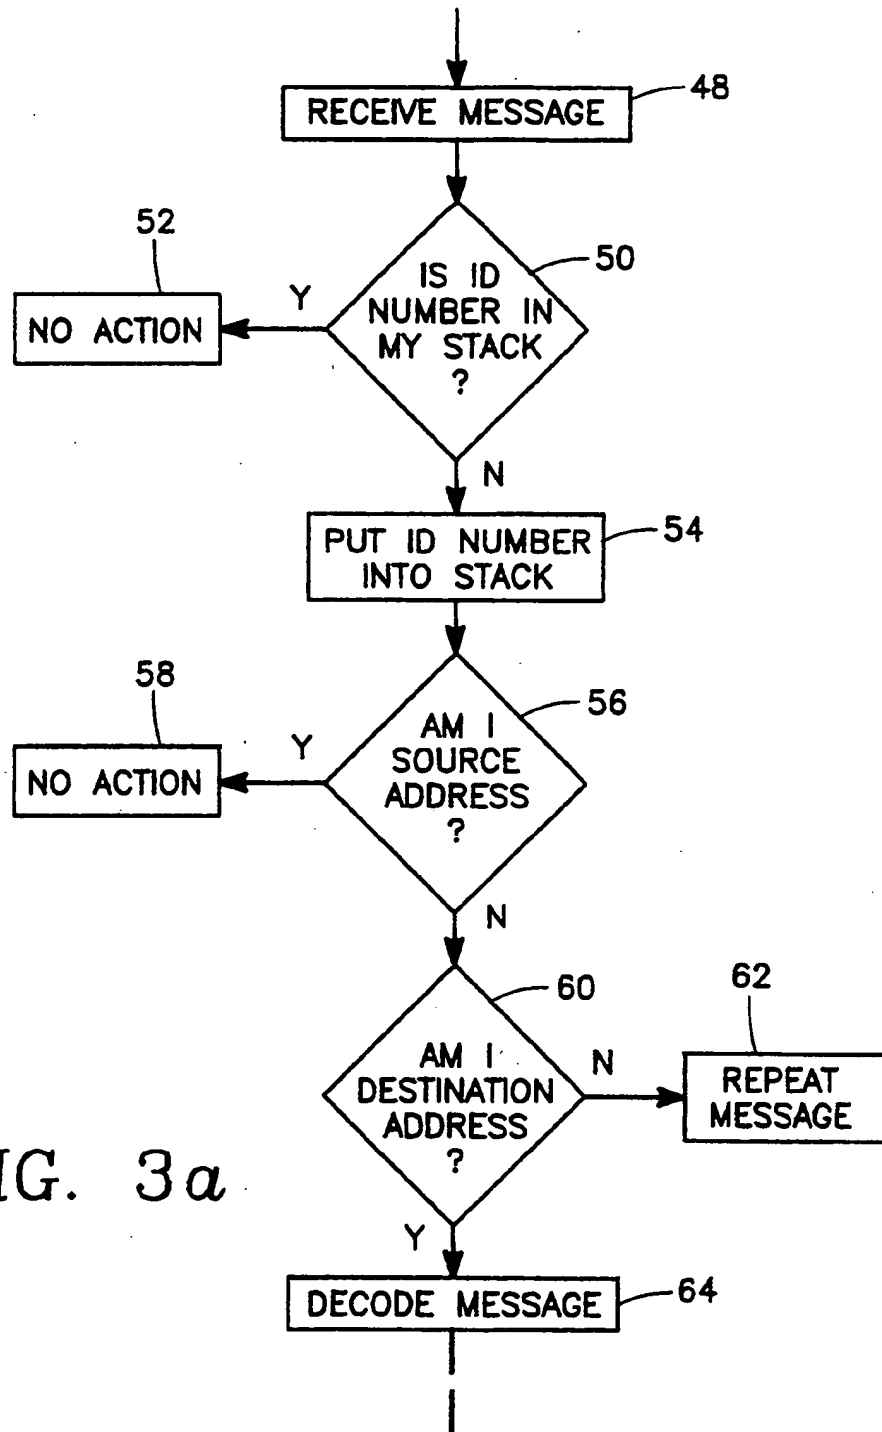 RECEIVE MESSAGE
48
52
50
IS ID
NUMBER IN
MY STACK
?
Y
NO ACTION
N
PUT ID NUMBER
INTO STACK
54
58
56
AM I
SOURCE
ADDRESS
?
Y
NO ACTION
N
60
62
AM I
DESTINATION
ADDRESS
?
N
REPEAT
MESSAGE
IG. 3a
Y
DECODE MESSAGE
64